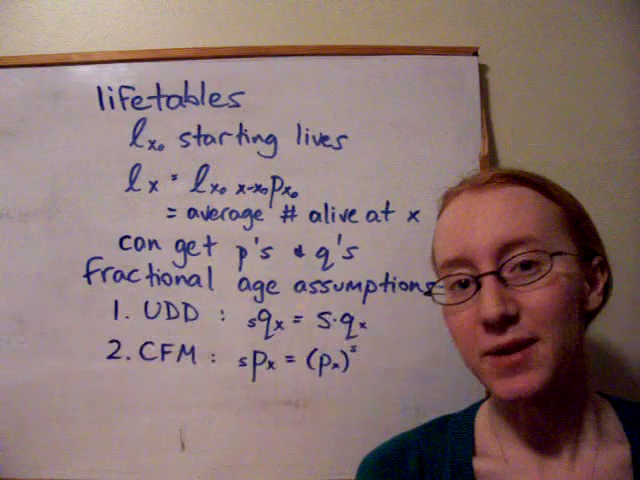 lifetables
lx₀ starting lives
lx = lx₀ x-x₀px₀
= average # alive at x
can get p's & q's
fractional age assumptions
1. UDD : sqx = s·qx
2. CFM : spx = (px)ˢ